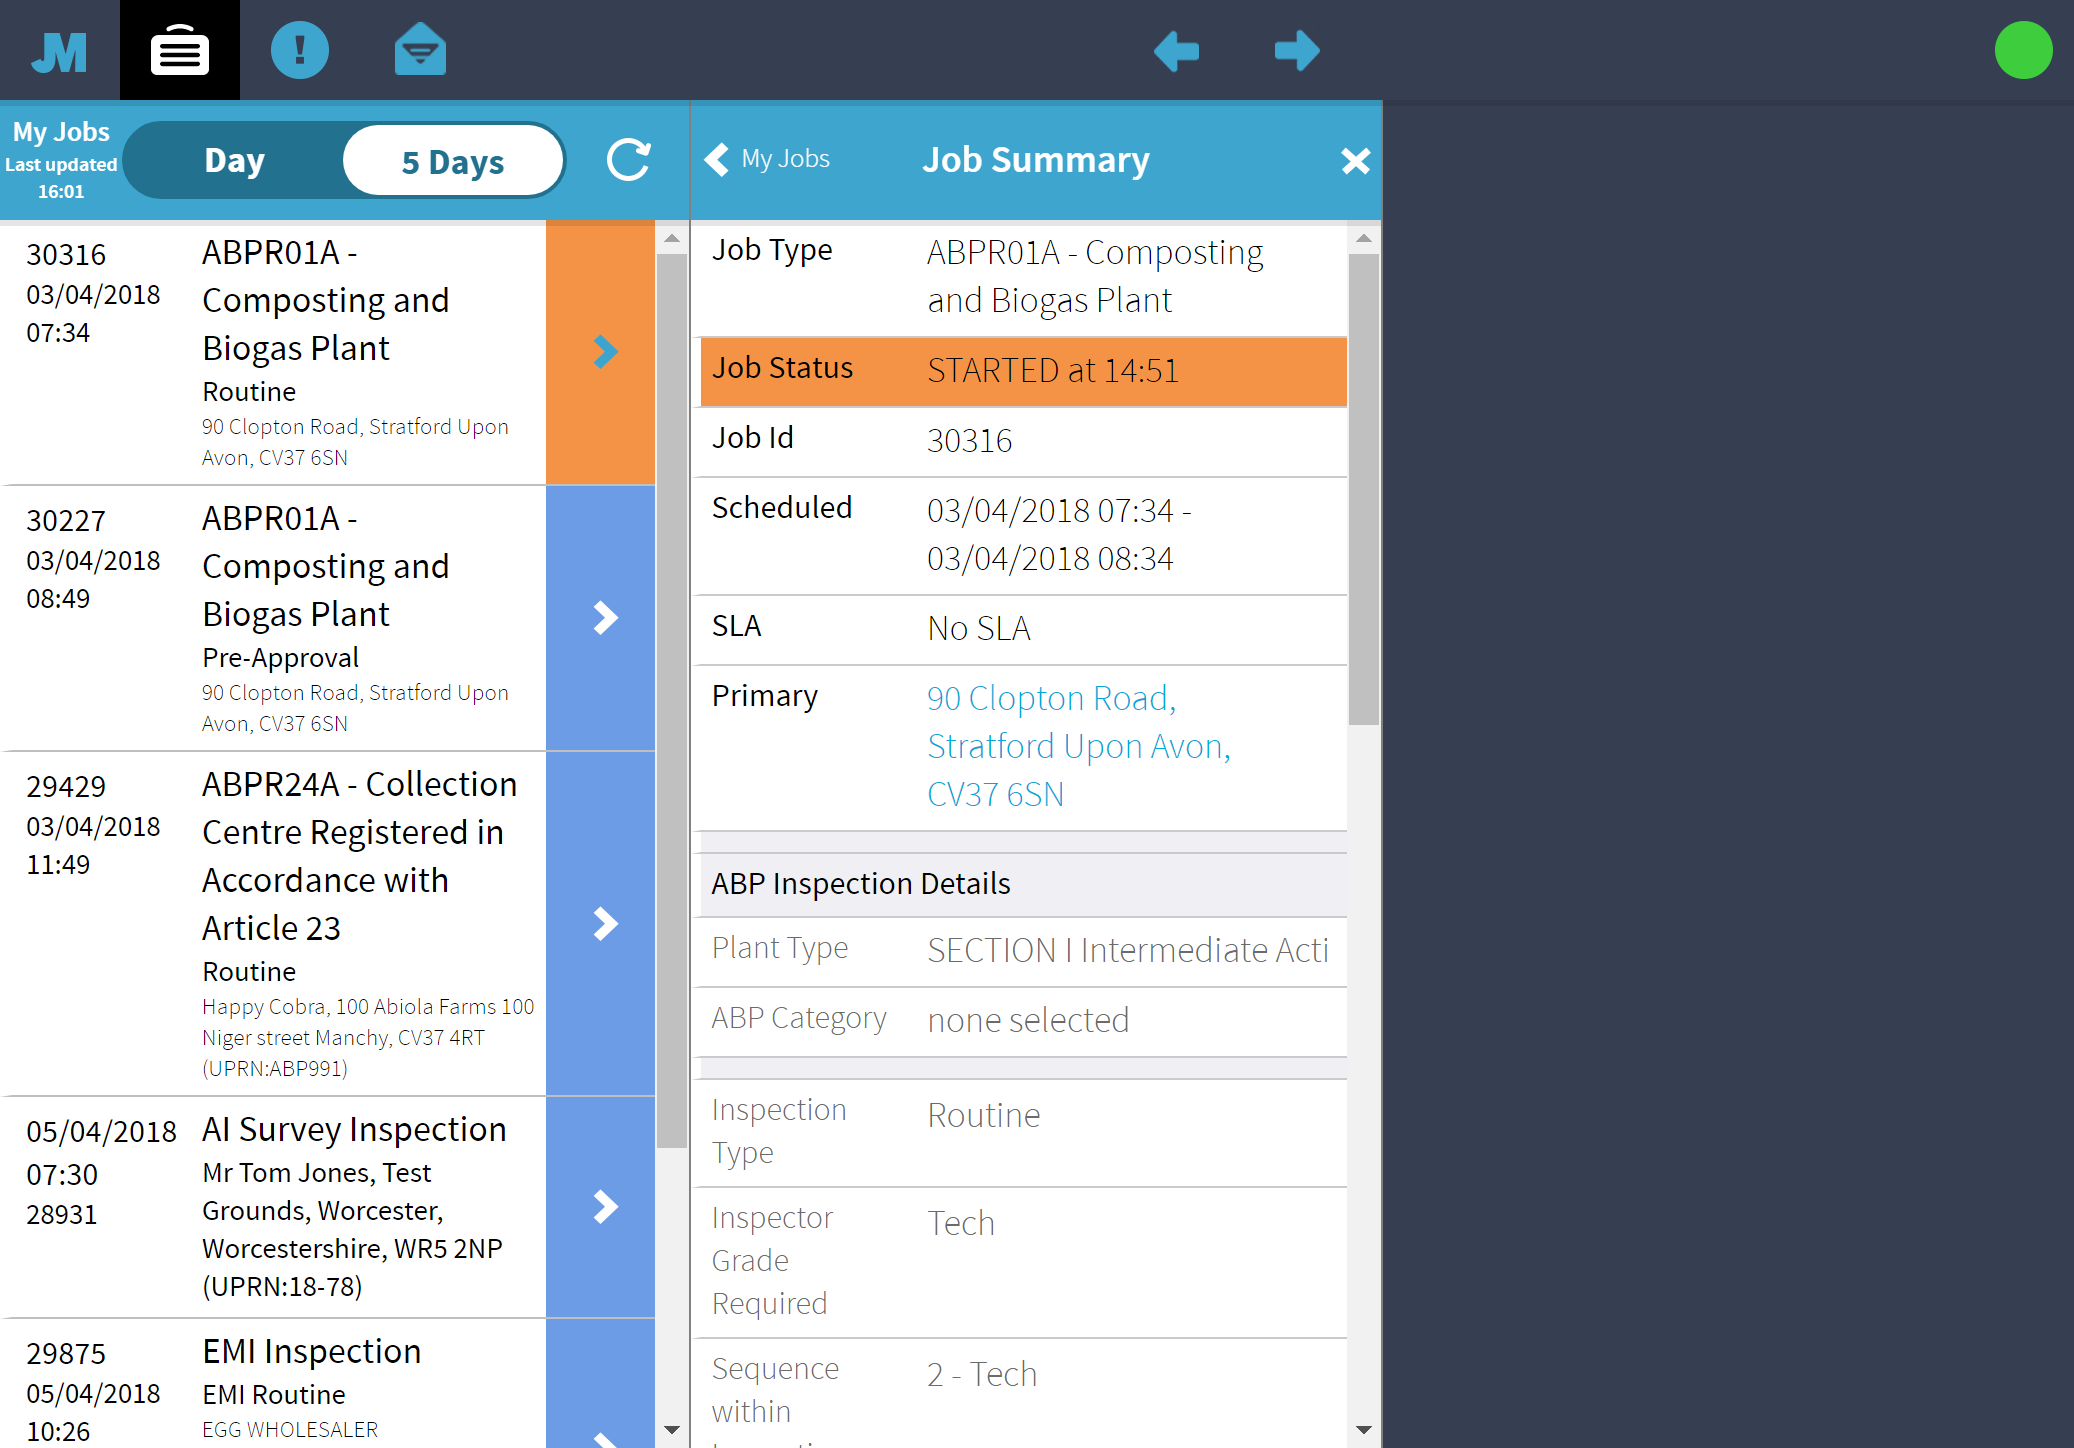 JM
My Jobs
Last updated
16:01
Day
5 Days
My Jobs
Job Summary
30316
03/04/2018
07:34
ABPR01A -
Composting and
Biogas Plant
Routine
90 Clopton Road, Stratford Upon
Avon, CV37 6SN
30227
03/04/2018
08:49
ABPR01A -
Composting and
Biogas Plant
Pre-Approval
90 Clopton Road, Stratford Upon
Avon, CV37 6SN
29429
03/04/2018
11:49
ABPR24A - Collection
Centre Registered in
Accordance with
Article 23
Routine
Happy Cobra, 100 Abiola Farms 100
Niger street Manchy, CV37 4RT
(UPRN:ABP991)
05/04/2018
07:30
28931
AI Survey Inspection
Mr Tom Jones, Test
Grounds, Worcester,
Worcestershire, WR5 2NP
(UPRN:18-78)
29875
05/04/2018
10:26
EMI Inspection
EMI Routine
EGG WHOLESALER
Job Type
ABPR01A - Composting
and Biogas Plant
Job Status
STARTED at 14:51
Job Id
30316
Scheduled
03/04/2018 07:34 -
03/04/2018 08:34
SLA
No SLA
Primary
90 Clopton Road,
Stratford Upon Avon,
CV37 6SN
ABP Inspection Details
Plant Type
SECTION I Intermediate Acti
ABP Category
none selected
Inspection
Type
Routine
Inspector
Grade
Required
Tech
Sequence
within
2 - Tech